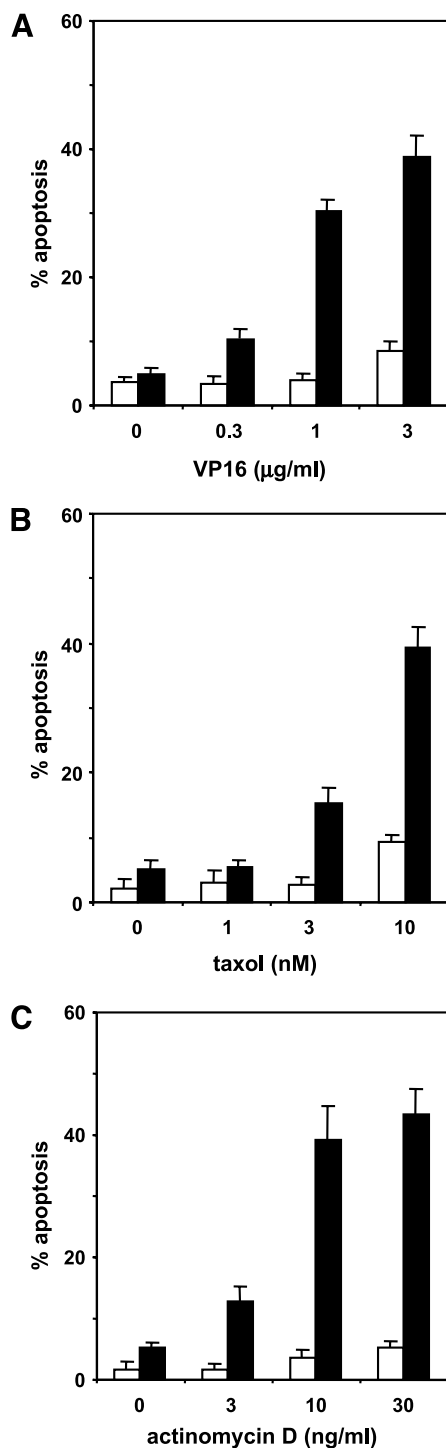 A
60
40
20
0
% apoptosis
0 0.3 1 3
VP16 (µg/ml)
B
60
40
20
0
% apoptosis
0 1 3 10
taxol (nM)
C
60
40
20
0
% apoptosis
0 3 10 30
actinomycin D (ng/ml)